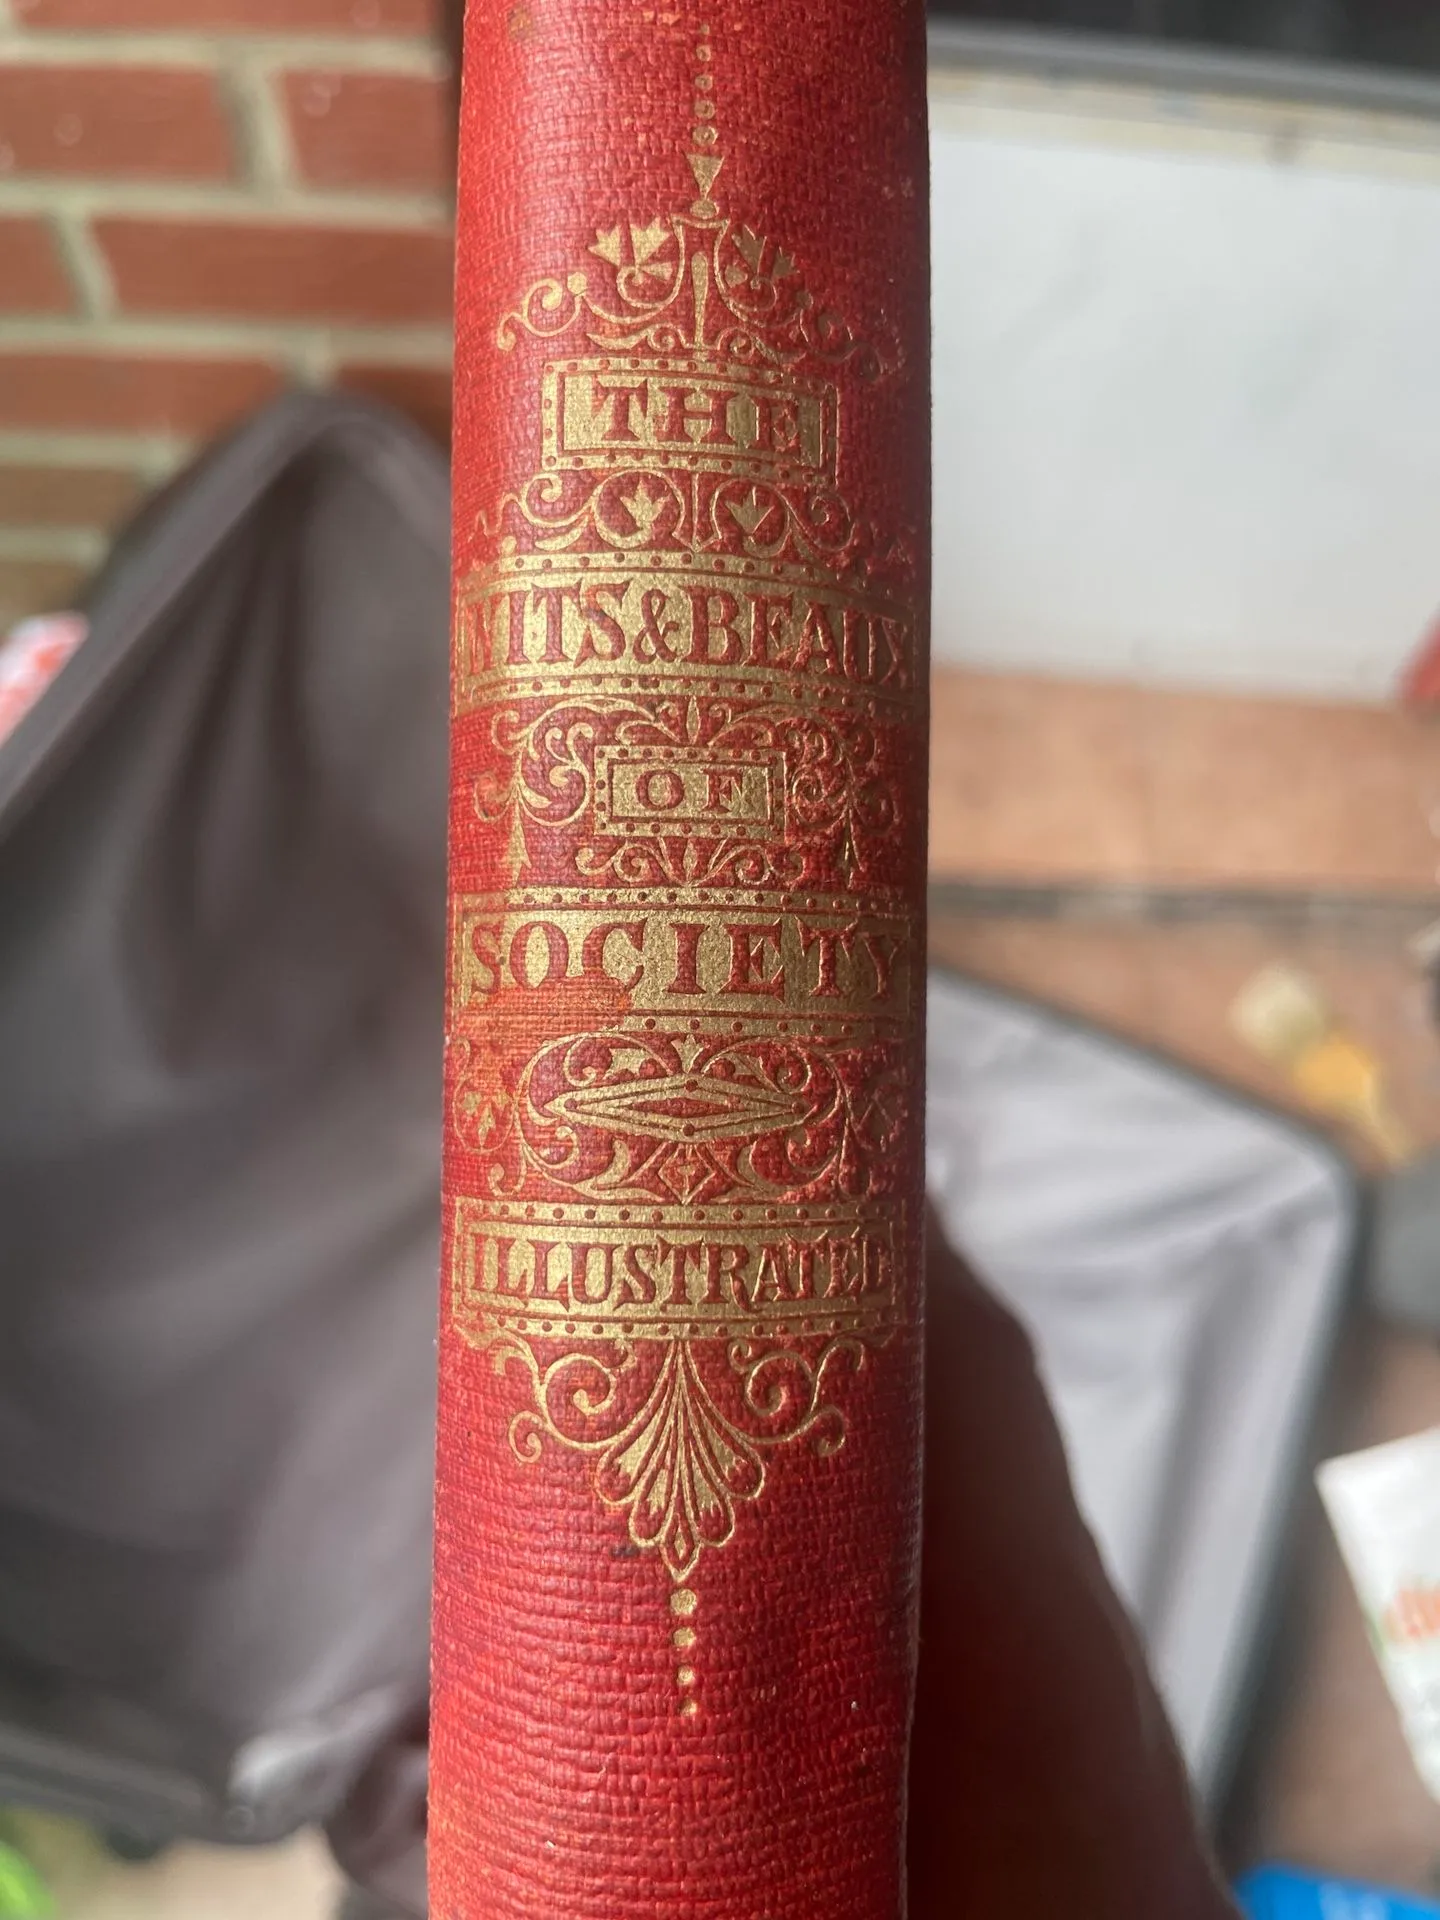 THE
WITS & BEAUX
OF
SOCIETY
ILLUSTRATED